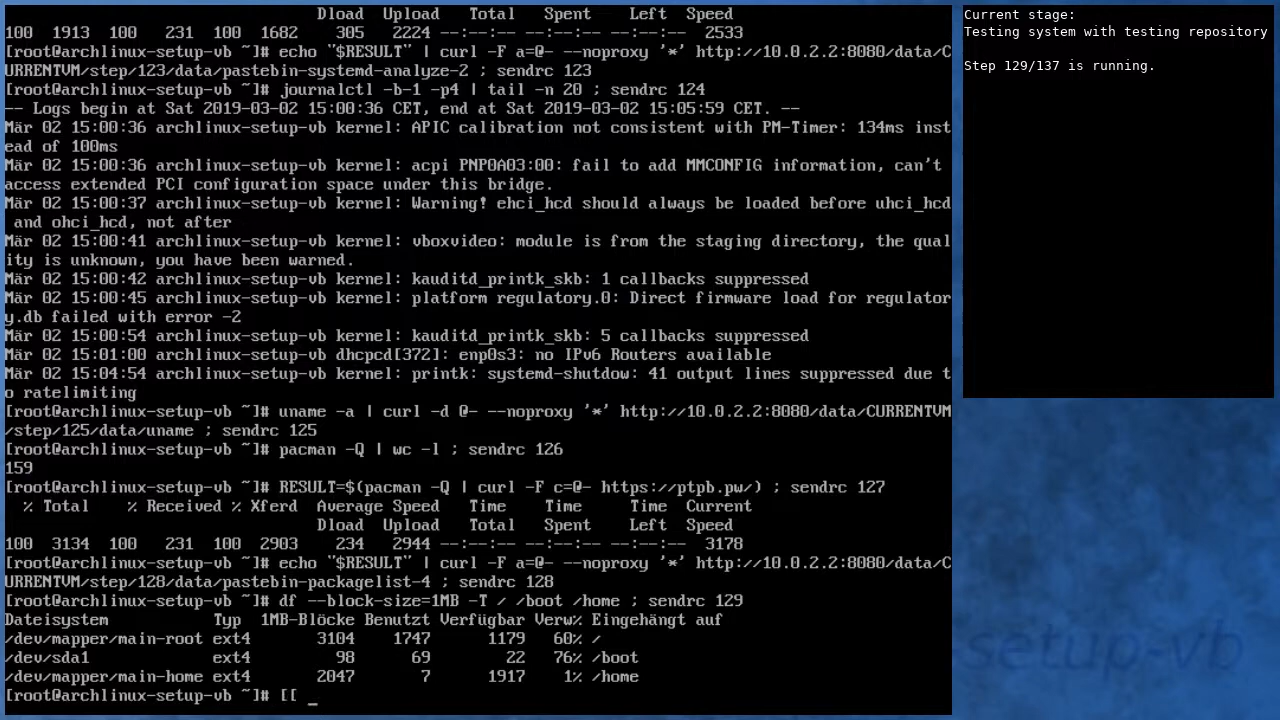 Dload  Upload   Total   Spent    Left  Speed
100  1913  100   231  100  1682    305   2224 --:--:-- --:--:-- --:--:--  2533
[root@archlinux-setup-vb ~]# echo "$RESULT" | curl -F a=@- --noproxy '*' http://10.0.2.2:8080/data/C
URRENTVM/step/123/data/pastebin-systemd-analyze-2 ; sendrc 123
[root@archlinux-setup-vb ~]# journalctl -b-1 -p4 | tail -n 20 ; sendrc 124
-- Logs begin at Sat 2019-03-02 15:00:36 CET, end at Sat 2019-03-02 15:05:59 CET. --
Mär 02 15:00:36 archlinux-setup-vb kernel: APIC calibration not consistent with PM-Timer: 134ms inst
ead of 100ms
Mär 02 15:00:36 archlinux-setup-vb kernel: acpi PNP0A03:00: fail to add MMCONFIG information, can't
access extended PCI configuration space under this bridge.
Mär 02 15:00:37 archlinux-setup-vb kernel: Warning! ehci_hcd should always be loaded before uhci_hcd
 and ohci_hcd, not after
Mär 02 15:00:41 archlinux-setup-vb kernel: vboxvideo: module is from the staging directory, the qual
ity is unknown, you have been warned.
Mär 02 15:00:42 archlinux-setup-vb kernel: kauditd_printk_skb: 1 callbacks suppressed
Mär 02 15:00:45 archlinux-setup-vb kernel: platform regulatory.0: Direct firmware load for regulator
y.db failed with error -2
Mär 02 15:00:54 archlinux-setup-vb kernel: kauditd_printk_skb: 5 callbacks suppressed
Mär 02 15:01:00 archlinux-setup-vb dhcpcd[372]: enp0s3: no IPv6 Routers available
Mär 02 15:04:54 archlinux-setup-vb kernel: printk: systemd-shutdow: 41 output lines suppressed due t
o ratelimiting
[root@archlinux-setup-vb ~]# uname -a | curl -d @- --noproxy '*' http://10.0.2.2:8080/data/CURRENTVM
/step/125/data/uname ; sendrc 125
[root@archlinux-setup-vb ~]# pacman -Q | wc -l ; sendrc 126
159
[root@archlinux-setup-vb ~]# RESULT=$(pacman -Q | curl -F c=@- https://ptpb.pw/) ; sendrc 127
  % Total    % Received % Xferd  Average Speed   Time    Time     Time  Current
                                 Dload  Upload   Total   Spent    Left  Speed
100  3134  100   231  100  2903    234   2944 --:--:-- --:--:-- --:--:--  3178
[root@archlinux-setup-vb ~]# echo "$RESULT" | curl -F a=@- --noproxy '*' http://10.0.2.2:8080/data/C
URRENTVM/step/128/data/pastebin-packagelist-4 ; sendrc 128
[root@archlinux-setup-vb ~]# df --block-size=1MB -T / /boot /home ; sendrc 129
Dateisystem           Typ  1MB-Blöcke Benutzt Verfügbar Verw% Eingehängt auf
/dev/mapper/main-root ext4       3104    1747      1179   60% /
/dev/sda1             ext4         98      69        22   76% /boot
/dev/mapper/main-home ext4       2047       7      1917    1% /home
[root@archlinux-setup-vb ~]# [[ _
Current stage:
Testing system with testing repository
Step 129/137 is running.
setup-vb